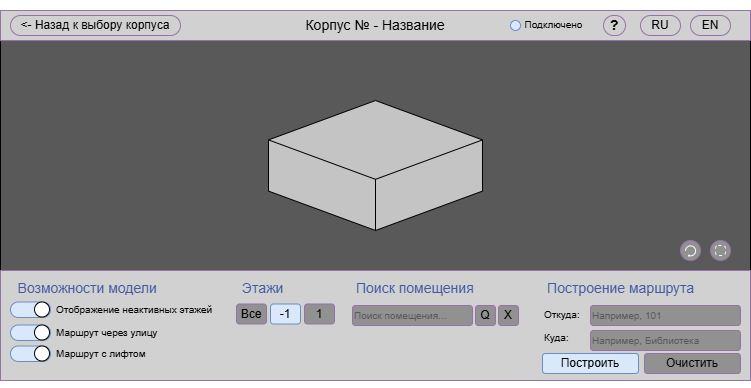 <- Назад к выбору корпуса
Корпус № - Название
Подключено
?
RU
EN
Возможности модели
Отображение неактивных этажей
Маршрут через улицу
Маршрут с лифтом
Этажи
Все -1 1
Поиск помещения
Поиск помещения... Q X
Построение маршрута
Откуда: Например, 101
Куда: Например, Библиотека
Построить Очистить